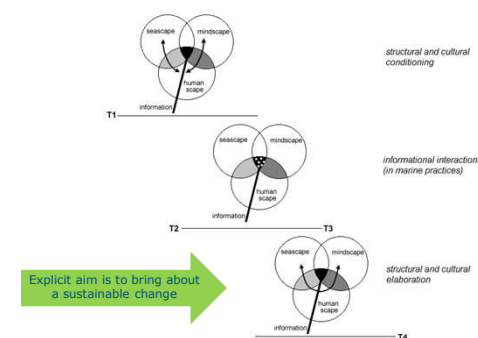 seascape
mindscape
human
scape
information
structural and cultural
conditioning
T1
seascape
mindscape
human
scape
information
informational interaction
(in marine practices)
T2
T3
seascape
mindscape
human
scape
information
structural and cultural
elaboration
Explicit aim is to bring about
a sustainable change
T4